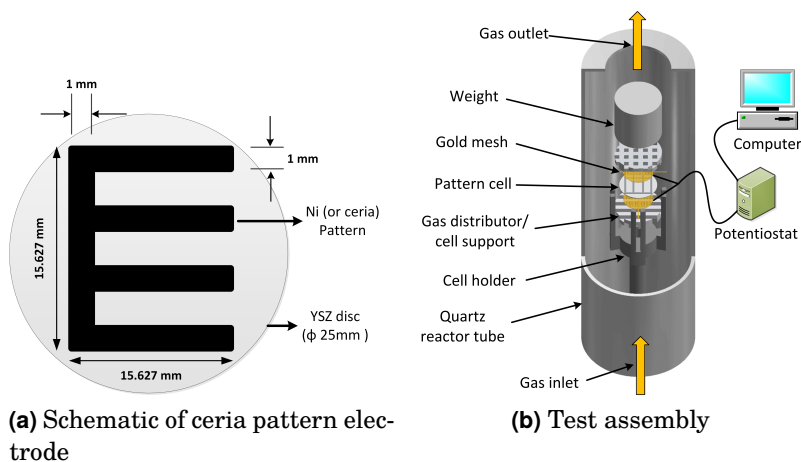 1 mm
1 mm
15.627 mm
15.627 mm
Ni (or ceria)
Pattern
YSZ disc
(ϕ 25mm )
(a) Schematic of ceria pattern elec-
trode
Gas outlet
Weight
Gold mesh
Pattern cell
Gas distributor/
cell support
Cell holder
Quartz
reactor tube
Gas inlet
Computer
Potentiostat
(b) Test assembly